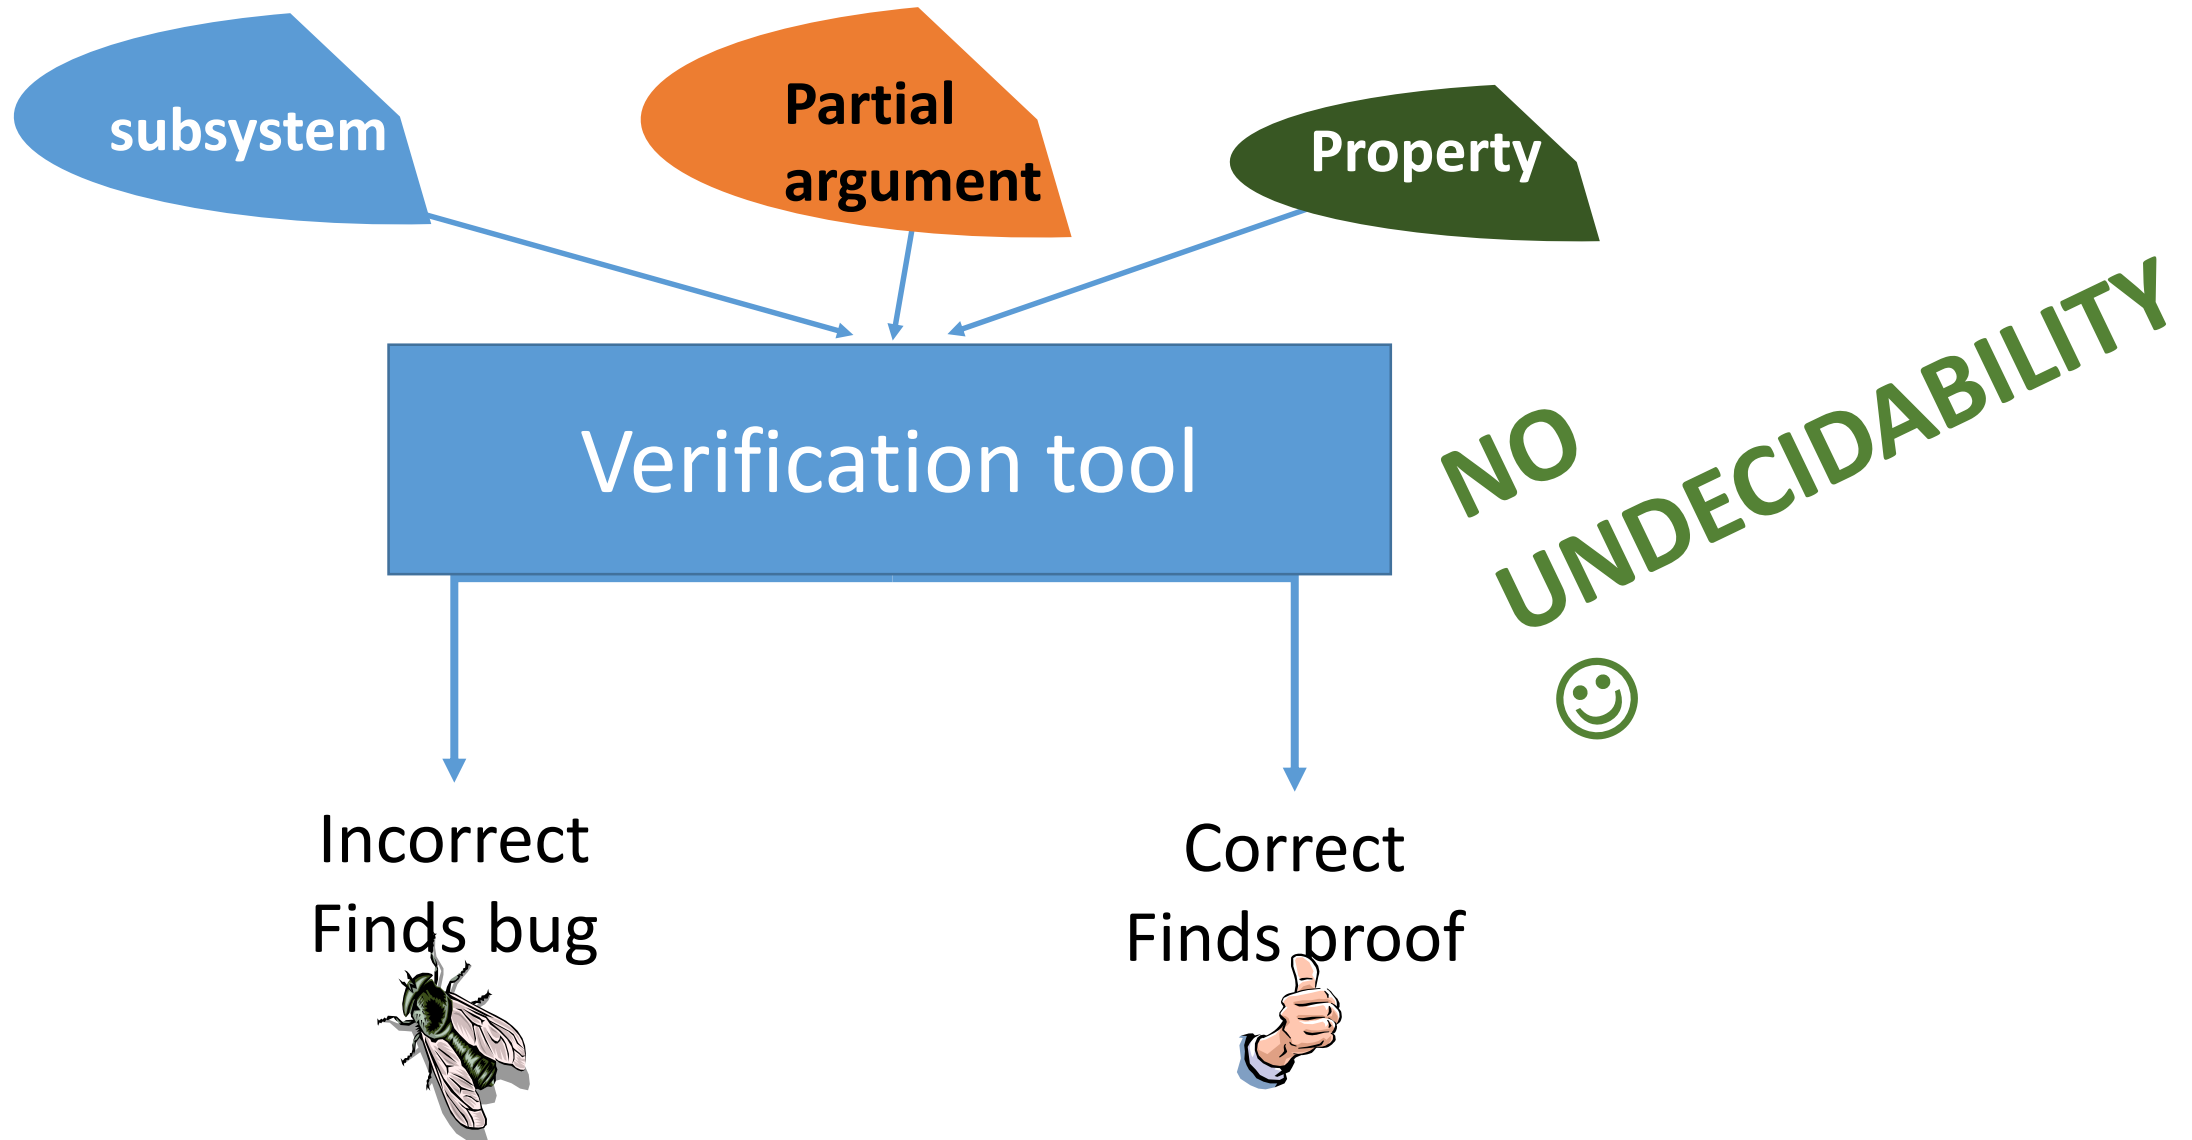 subsystem
Partial
argument
Property
Verification tool
NO
UNDECIDABILITY
Incorrect
Finds bug
Correct
Finds proof